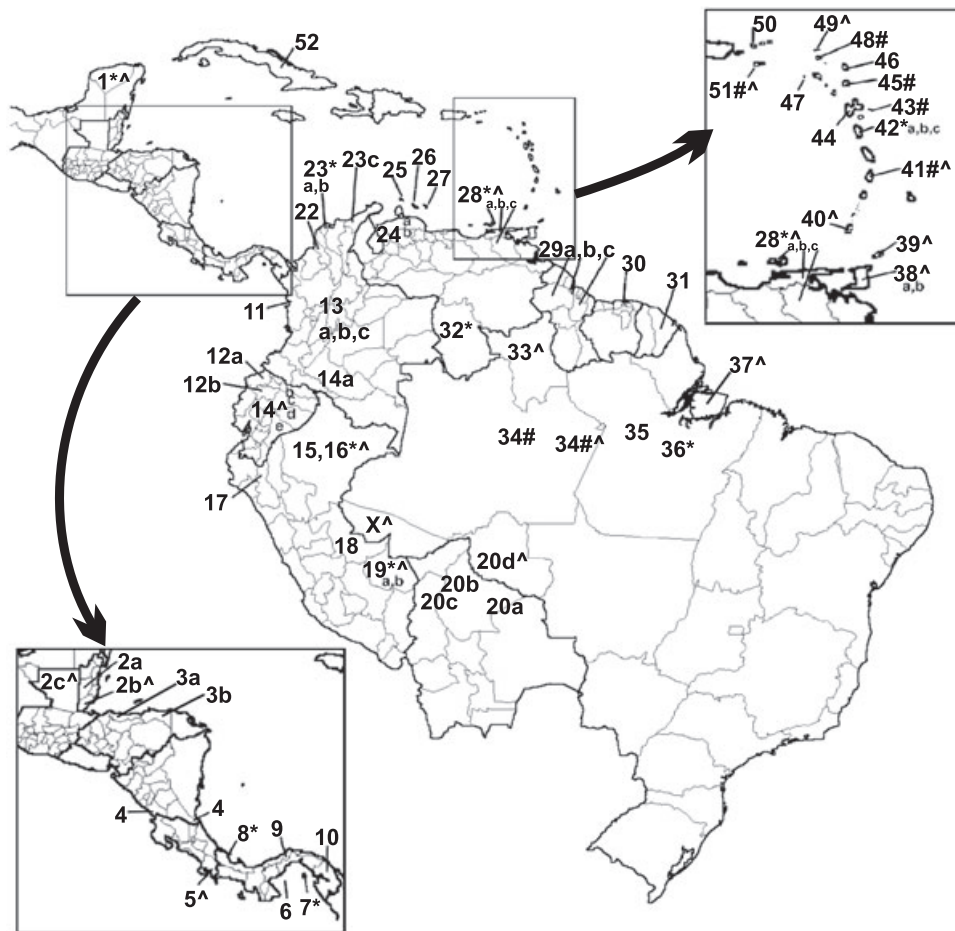 52
1*^
23*
a,b
23c
25
26
27
22
24
a
b
28*^
a,b,c
29a,b,c
30
31
11
13
a,b,c
32*
33^
12a
12b
14a
14^
d
e
15,16*^
34#
34#^
35
36*
37^
17
X^
18
19*^
a,b
20d^
20b
20c
20a
50
49^
48#
46
51#^
47
45#
43#
44
42*
a,b,c
41#^
40^
39^
28*^
a,b,c
38^
a,b
2a
2c^
2b^
3a
3b
4
4
8*
9
10
5^
6
7*